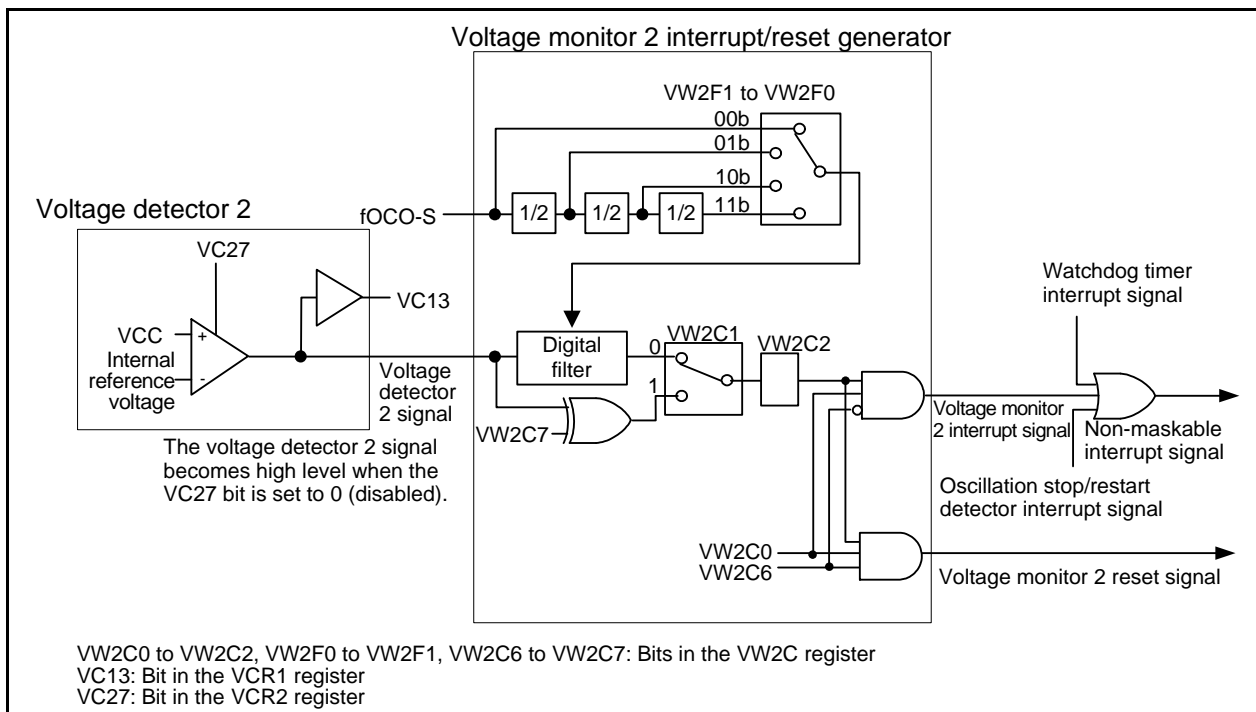 Voltage monitor 2 interrupt/reset generator
VW2F1 to VW2F0
00b
01b
10b
11b
Voltage detector 2
fOCO-S
1/2
1/2
1/2
VC27
VC13
VCC
+
Internal
reference
voltage
-
Voltage
detector
2 signal
Digital
filter
VW2C1
0
1
VW2C2
VW2C7
The voltage detector 2 signal
becomes high level when the
VC27 bit is set to 0 (disabled).
Watchdog timer
interrupt signal
Voltage monitor
2 interrupt signal
Non-maskable
interrupt signal
Oscillation stop/restart
detector interrupt signal
VW2C0
VW2C6
Voltage monitor 2 reset signal
VW2C0 to VW2C2, VW2F0 to VW2F1, VW2C6 to VW2C7: Bits in the VW2C register
VC13: Bit in the VCR1 register
VC27: Bit in the VCR2 register